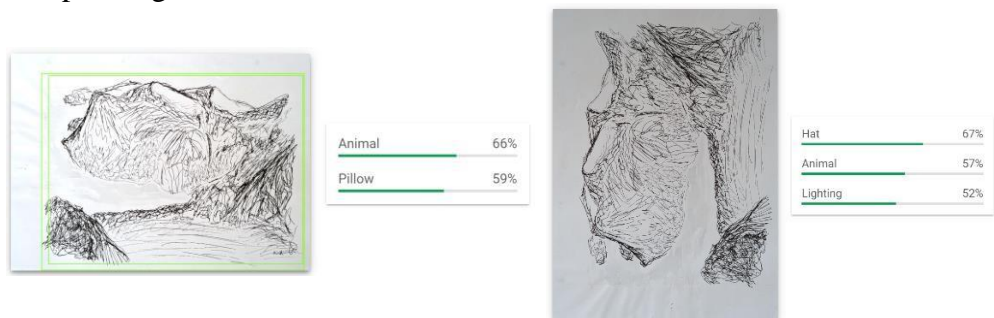 Animal 66%
Pillow 59%
Hat 67%
Animal 57%
Lighting 52%